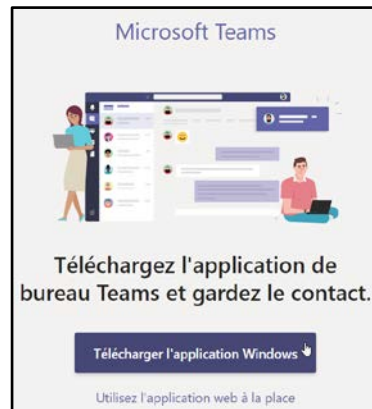 Microsoft Teams
Téléchargez l'application de
bureau Teams et gardez le contact.
Télécharger l'application Windows
Utilisez l'application web à la place